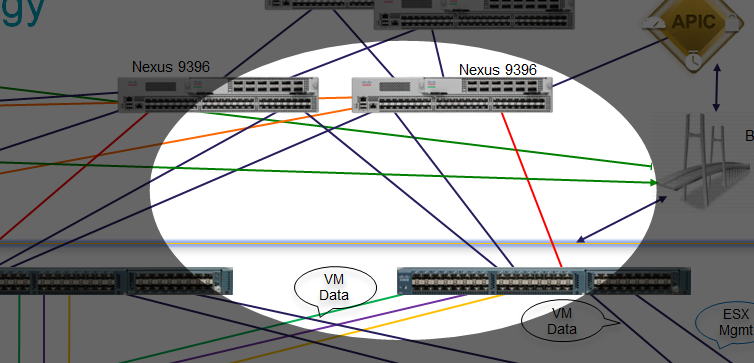 gy
APIC
Nexus 9396
Nexus 9396
B
VM
Data
VM
Data
ESX
Mgmt